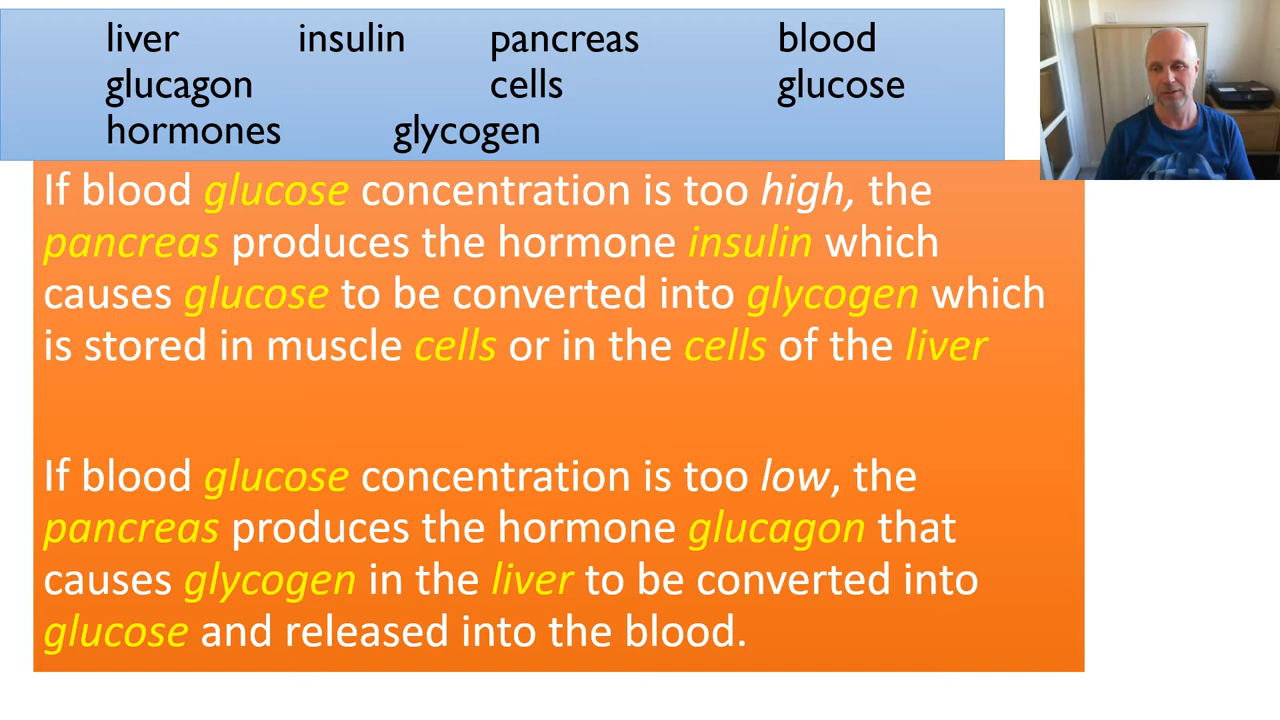 liver insulin pancreas blood
glucagon cells glucose
hormones glycogen
If blood glucose concentration is too high, the
pancreas produces the hormone insulin which
causes glucose to be converted into glycogen which
is stored in muscle cells or in the cells of the liver
If blood glucose concentration is too low, the
pancreas produces the hormone glucagon that
causes glycogen in the liver to be converted into
glucose and released into the blood.